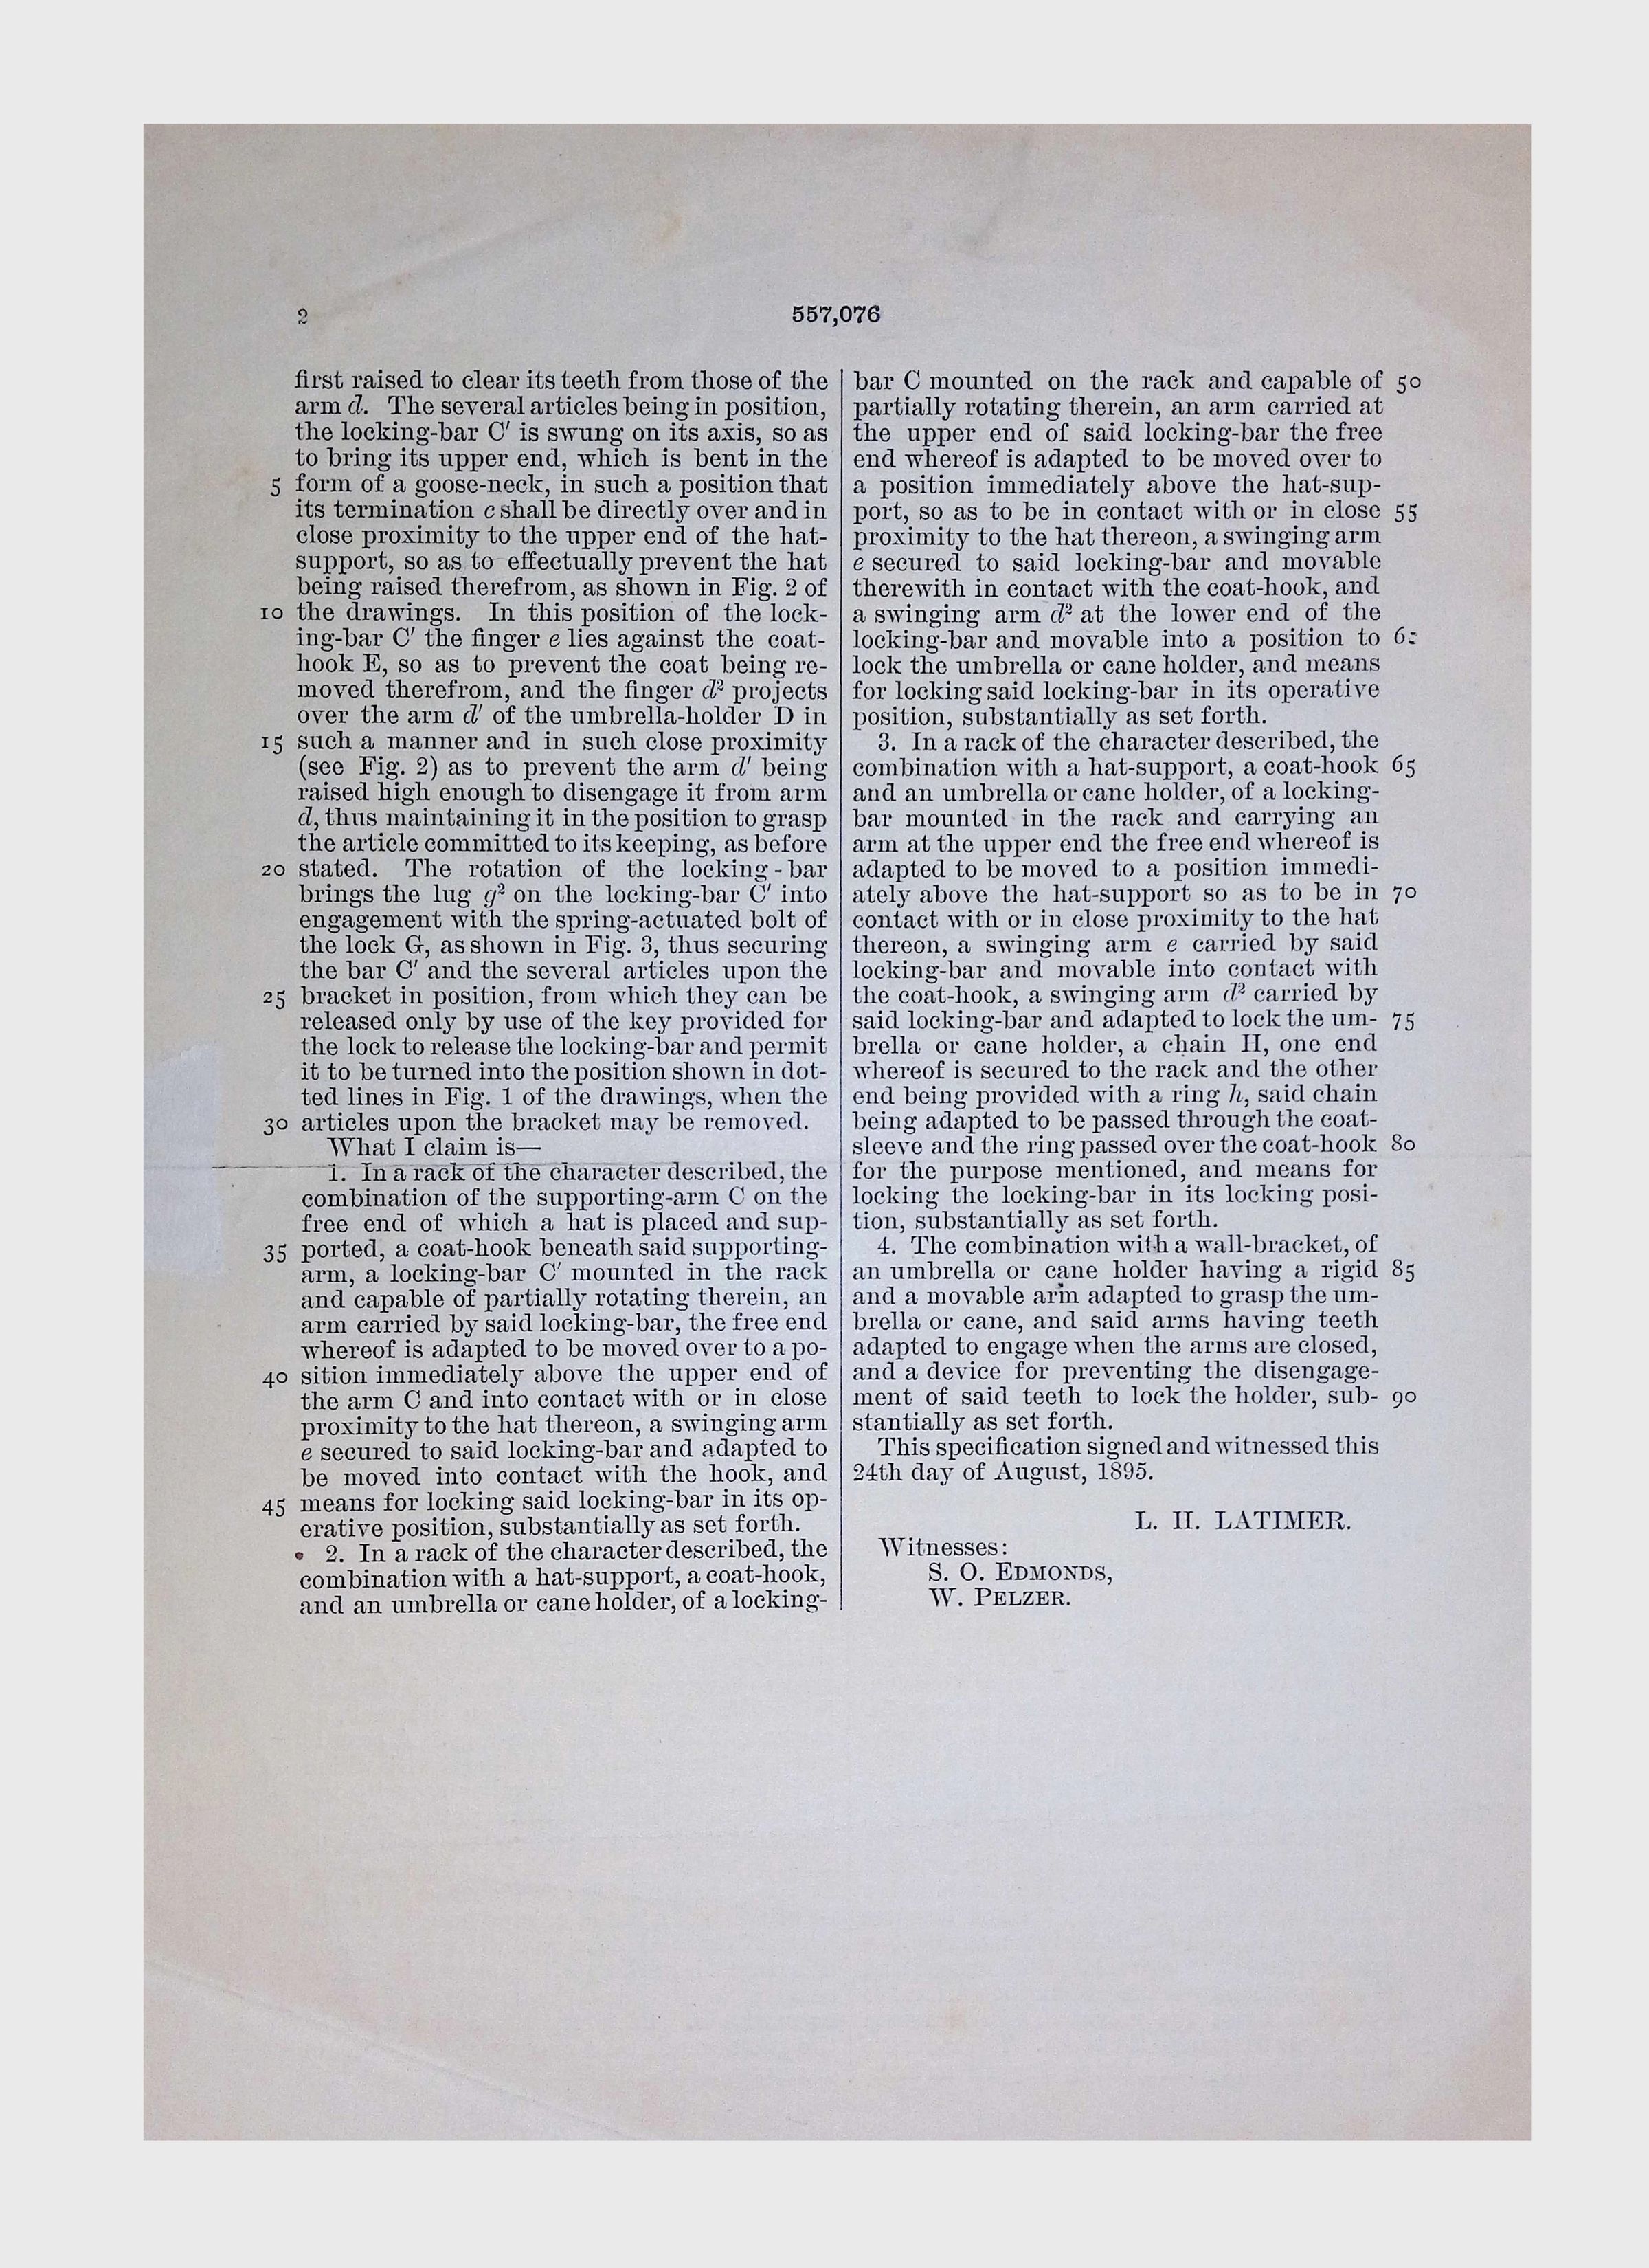 2
557,076
first raised to clear its teeth from those of the
arm d. The several articles being in position,
the locking-bar C' is swung on its axis, so as
to bring its upper end, which is bent in the
5 form of a goose-neck, in such a position that
its termination c shall be directly over and in
close proximity to the upper end of the hat-
support, so as to effectually prevent the hat
being raised therefrom, as shown in Fig. 2 of
10 the drawings. In this position of the lock-
ing-bar C' the finger e lies against the coat-
hook E, so as to prevent the coat being re-
moved therefrom, and the finger d² projects
over the arm d' of the umbrella-holder D in
15 such a manner and in such close proximity
(see Fig. 2) as to prevent the arm d' being
raised high enough to disengage it from arm
d, thus maintaining it in the position to grasp
the article committed to its keeping, as before
20 stated. The rotation of the locking-bar
brings the lug g² on the locking-bar C' into
engagement with the spring-actuated bolt of
the lock G, as shown in Fig. 3, thus securing
the bar C' and the several articles upon the
25 bracket in position, from which they can be
released only by use of the key provided for
the lock to release the locking-bar and permit
it to be turned into the position shown in dot-
ted lines in Fig. 1 of the drawings, when the
30 articles upon the bracket may be removed.
What I claim is—
1. In a rack of the character described, the
combination of the supporting-arm C on the
free end of which a hat is placed and sup-
35 ported, a coat-hook beneath said supporting-
arm, a locking-bar C' mounted in the rack
and capable of partially rotating therein, an
arm carried by said locking-bar, the free end
whereof is adapted to be moved over to a po-
40 sition immediately above the upper end of
the arm C and into contact with or in close
proximity to the hat thereon, a swinging arm
e secured to said locking-bar and adapted to
be moved into contact with the hook, and
45 means for locking said locking-bar in its op-
erative position, substantially as set forth.
2. In a rack of the character described, the
combination with a hat-support, a coat-hook,
and an umbrella or cane holder, of a locking-
bar C mounted on the rack and capable of 50
partially rotating therein, an arm carried at
the upper end of said locking-bar the free
end whereof is adapted to be moved over to
a position immediately above the hat-sup-
port, so as to be in contact with or in close 55
proximity to the hat thereon, a swinging arm
e secured to said locking-bar and movable
therewith in contact with the coat-hook, and
a swinging arm d² at the lower end of the
locking-bar and movable into a position to
lock the umbrella or cane holder, and means
for locking said locking-bar in its operative
position, substantially as set forth.
3. In a rack of the character described, the
combination with a hat-support, a coat-hook 65
and an umbrella or cane holder, of a locking-
bar mounted in the rack and carrying an
arm at the upper end the free end whereof is
adapted to be moved to a position immedi-
ately above the hat-support so as to be in 70
contact with or in close proximity to the hat
thereon, a swinging arm e carried by said
locking-bar and movable into contact with
the coat-hook, a swinging arm d² carried by
said locking-bar and adapted to lock the um- 75
brella or cane holder, a chain H, one end
whereof is secured to the rack and the other
end being provided with a ring h, said chain
being adapted to be passed through the coat-
sleeve and the ring passed over the coat-hook 80
for the purpose mentioned, and means for
locking the locking-bar in its locking posi-
tion, substantially as set forth.
4. The combination with a wall-bracket, of
an umbrella or cane holder having a rigid 85
and a movable arm adapted to grasp the um-
brella or cane, and said arms having teeth
adapted to engage when the arms are closed,
and a device for preventing the disengage-
ment of said teeth to lock the holder, sub- 90
stantially as set forth.
This specification signed and witnessed this
24th day of August, 1895.
L. H. LATIMER.
Witnesses:
S. O. EDMONDS,
W. PELZER.